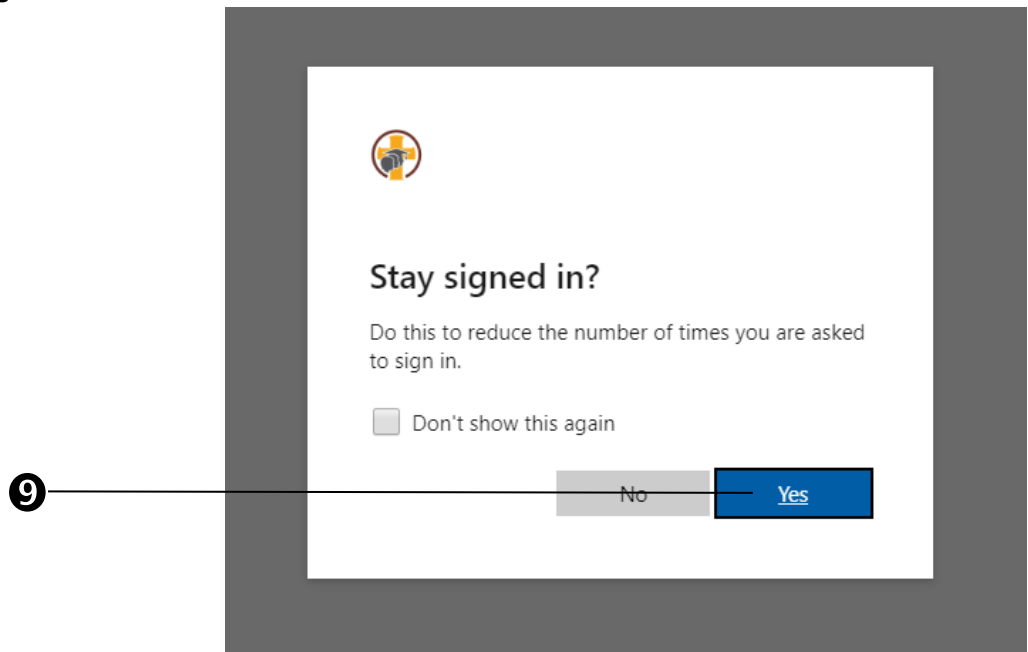 Stay signed in?
Do this to reduce the number of times you are asked
to sign in.
Don't show this again
❾
No
Yes